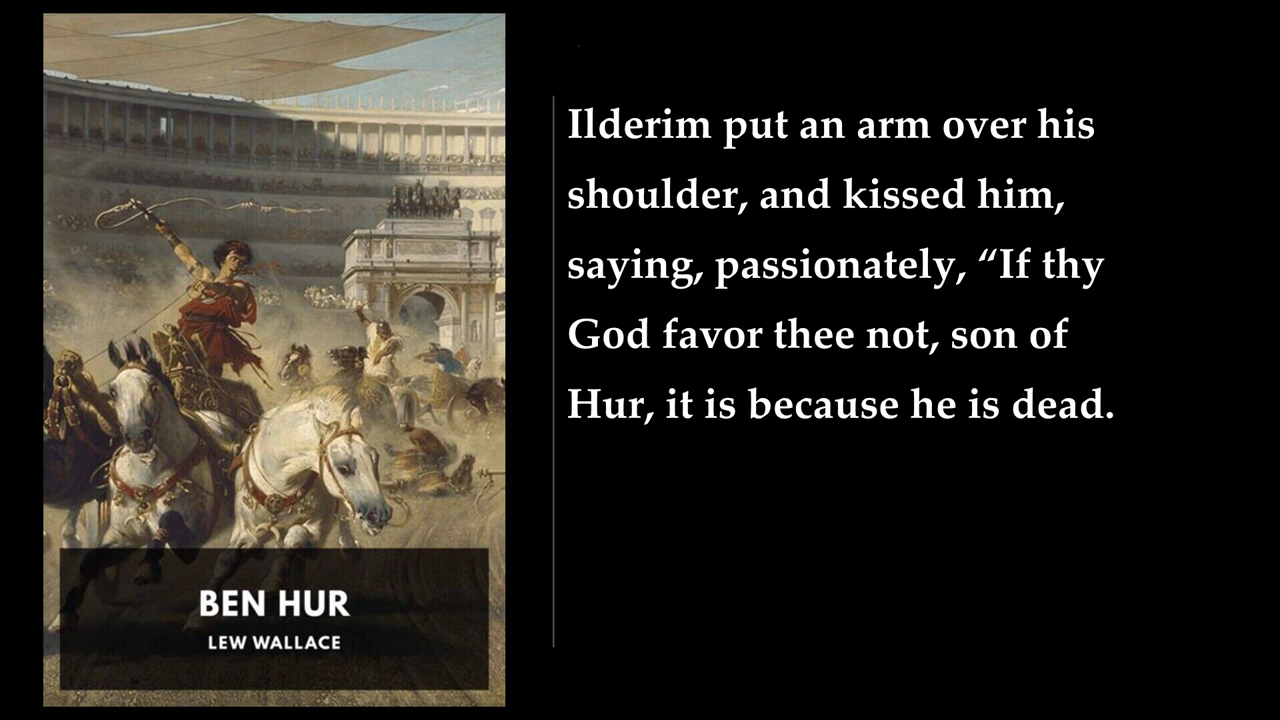 Ilderim put an arm over his
shoulder, and kissed him,
saying, passionately, “If thy
God favor thee not, son of
Hur, it is because he is dead.
BEN HUR
LEW WALLACE